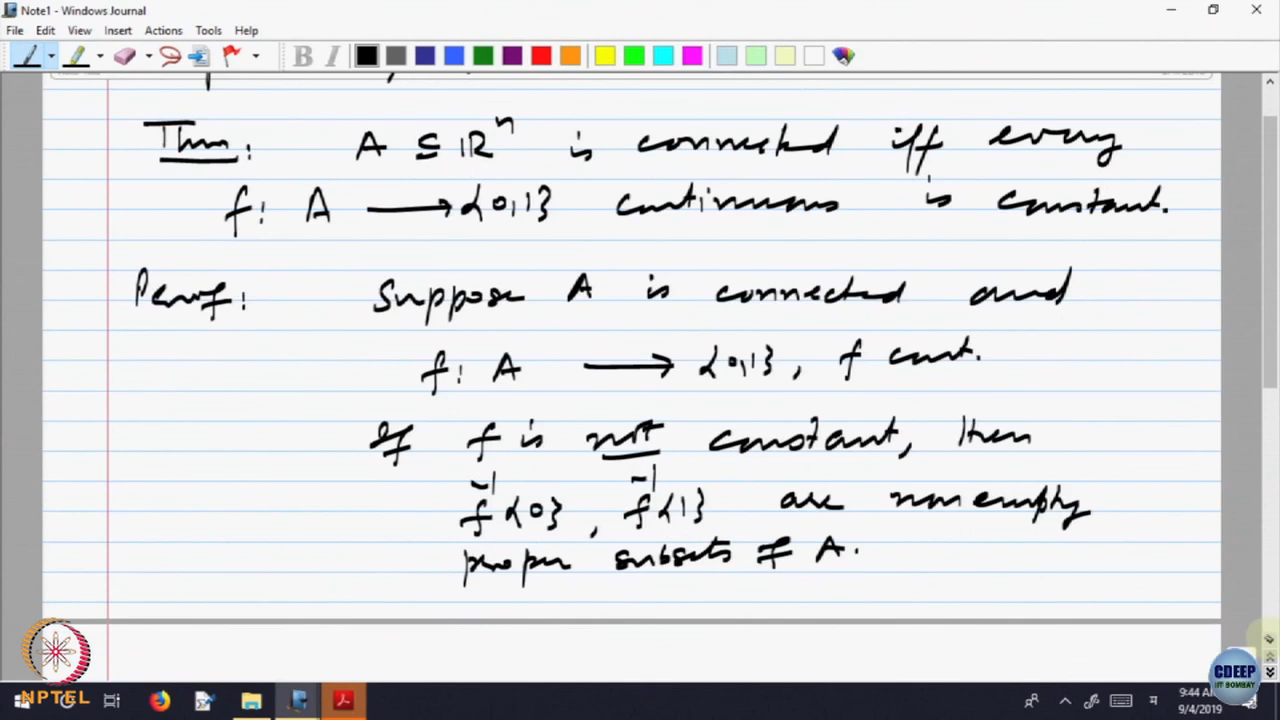 Note1 - Windows Journal
File Edit View Insert Actions Tools Help
Thm: A ⊆ ℝⁿ is connected iff every
f: A ⟶ {0,1} continuous is constant.
Proof: Suppose A is connected and
f: A ⟶ {0,1}, f cont.
If f is not constant, then
f⁻¹{0}, f⁻¹{1} are nonempty
proper subsets of A.
NPTEL
CDEEP
IIT BOMBAY
9:44 AM
9/4/2019